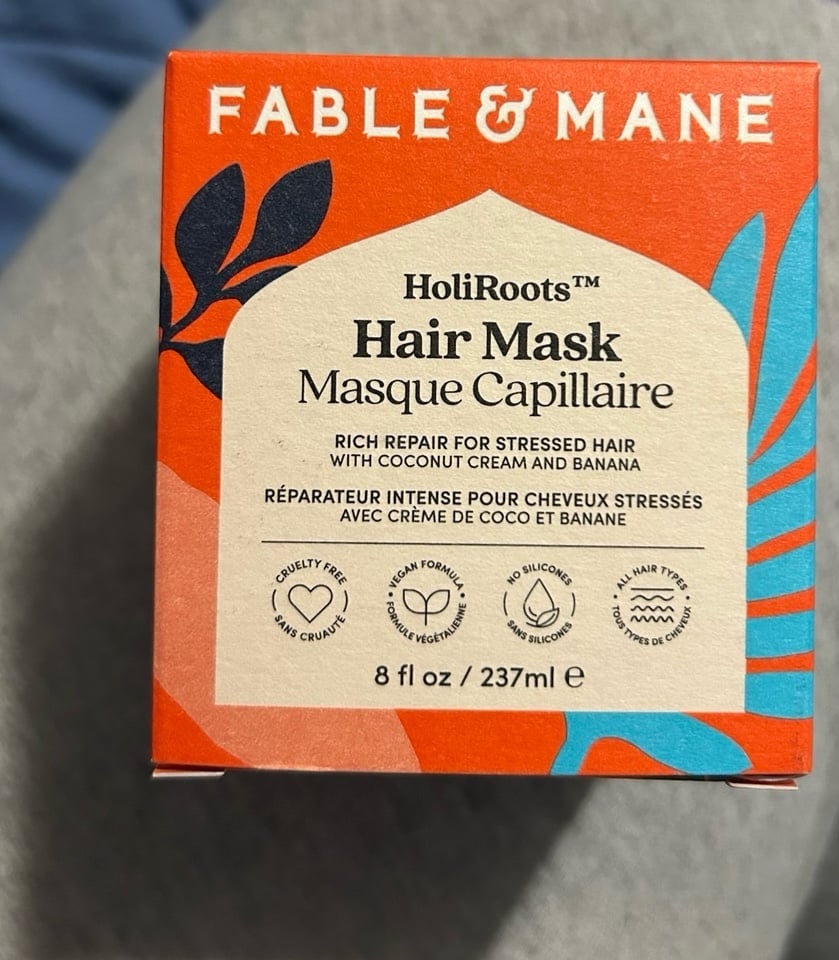 FABLE & MANE
HoliRoots™
Hair Mask
Masque Capillaire
RICH REPAIR FOR STRESSED HAIR
WITH COCONUT CREAM AND BANANA
RÉPARATEUR INTENSE POUR CHEVEUX STRESSÉS
AVEC CRÈME DE COCO ET BANANE
CRUELTY FREE
SANS CRUAUTÉ
VEGAN FORMULA
FORMULE VÉGÉTALIENNE
NO SILICONES
SANS SILICONES
ALL HAIR TYPES
TOUS TYPES DE CHEVEUX
8 fl oz / 237ml ℮